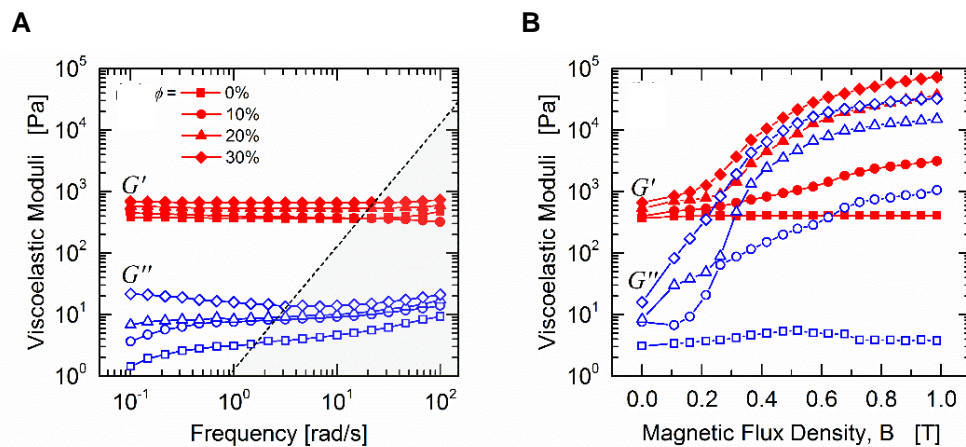 A
B
10^5
10^4
10^3
10^2
10^1
10^0
Viscoelastic Moduli [Pa]
ϕ = 0%
10%
20%
30%
G′
G″
10^-1
10^0
10^1
10^2
Frequency [rad/s]
10^5
10^4
10^3
10^2
10^1
10^0
Viscoelastic Moduli [Pa]
G′
G″
0.0 0.2 0.4 0.6 0.8 1.0
Magnetic Flux Density, B [T]